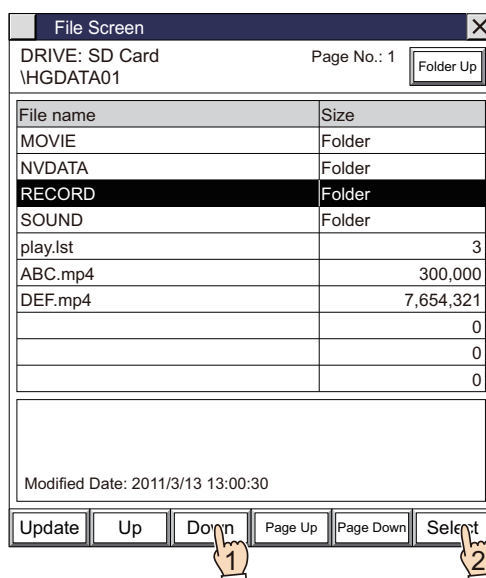 File Screen
DRIVE: SD Card Page No.: 1 Folder Up
\HGDATA01
File name Size
MOVIE Folder
NVDATA Folder
RECORD Folder
SOUND Folder
play.lst 3
ABC.mp4 300,000
DEF.mp4 7,654,321
0
0
0
Modified Date: 2011/3/13 13:00:30
Update Up Down Page Up Page Down Select
1 2